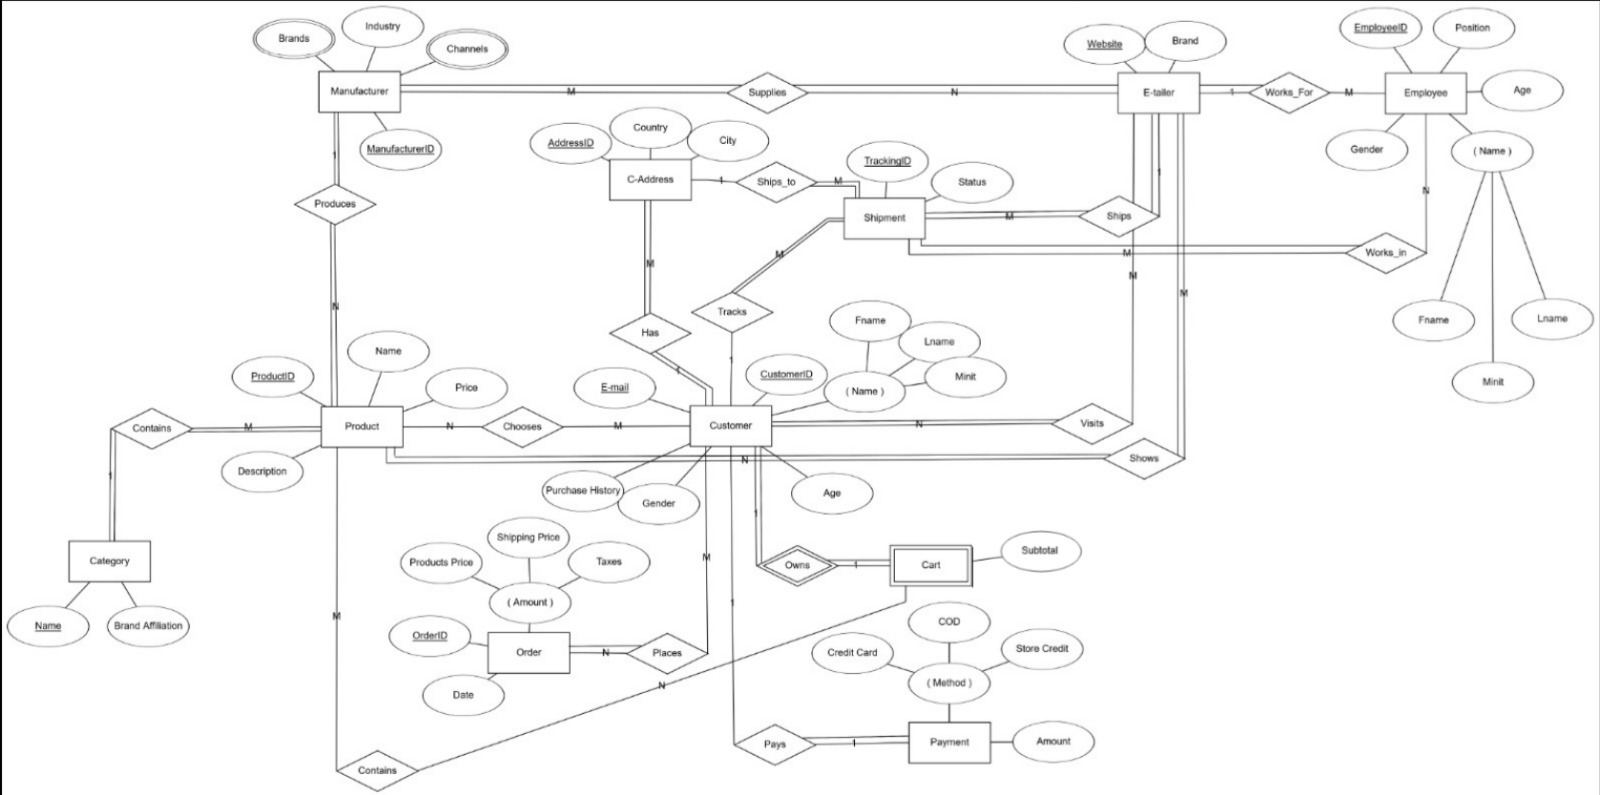 Industry
Brands
Channels
Manufacturer
ManufacturerID
M
Supplies
N
Website
Brand
E-tailer
1
Works_For
M
EmployeeID
Position
Employee
Age
Gender
( Name )
Fname
Lname
Minit
N
Works_in
M
1
Produces
N
AddressID
Country
City
C-Address
1
Ships_to
M
TrackingID
Status
Shipment
M
Ships
1
M
M
M
Has
1
M
Tracks
1
Fname
Lname
Minit
( Name )
CustomerID
E-mail
Customer
N
Visits
Name
ProductID
Price
Product
N
Chooses
M
Contains
M
1
Description
N
Shows
Purchase History
Gender
Age
Category
Name
Brand Affiliation
Shipping Price
Products Price
Taxes
( Amount )
OrderID
Order
Date
N
Places
M
1
1
Owns
1
Cart
Subtotal
M
N
Contains
COD
Credit Card
Store Credit
( Method )
Pays
1
Payment
Amount